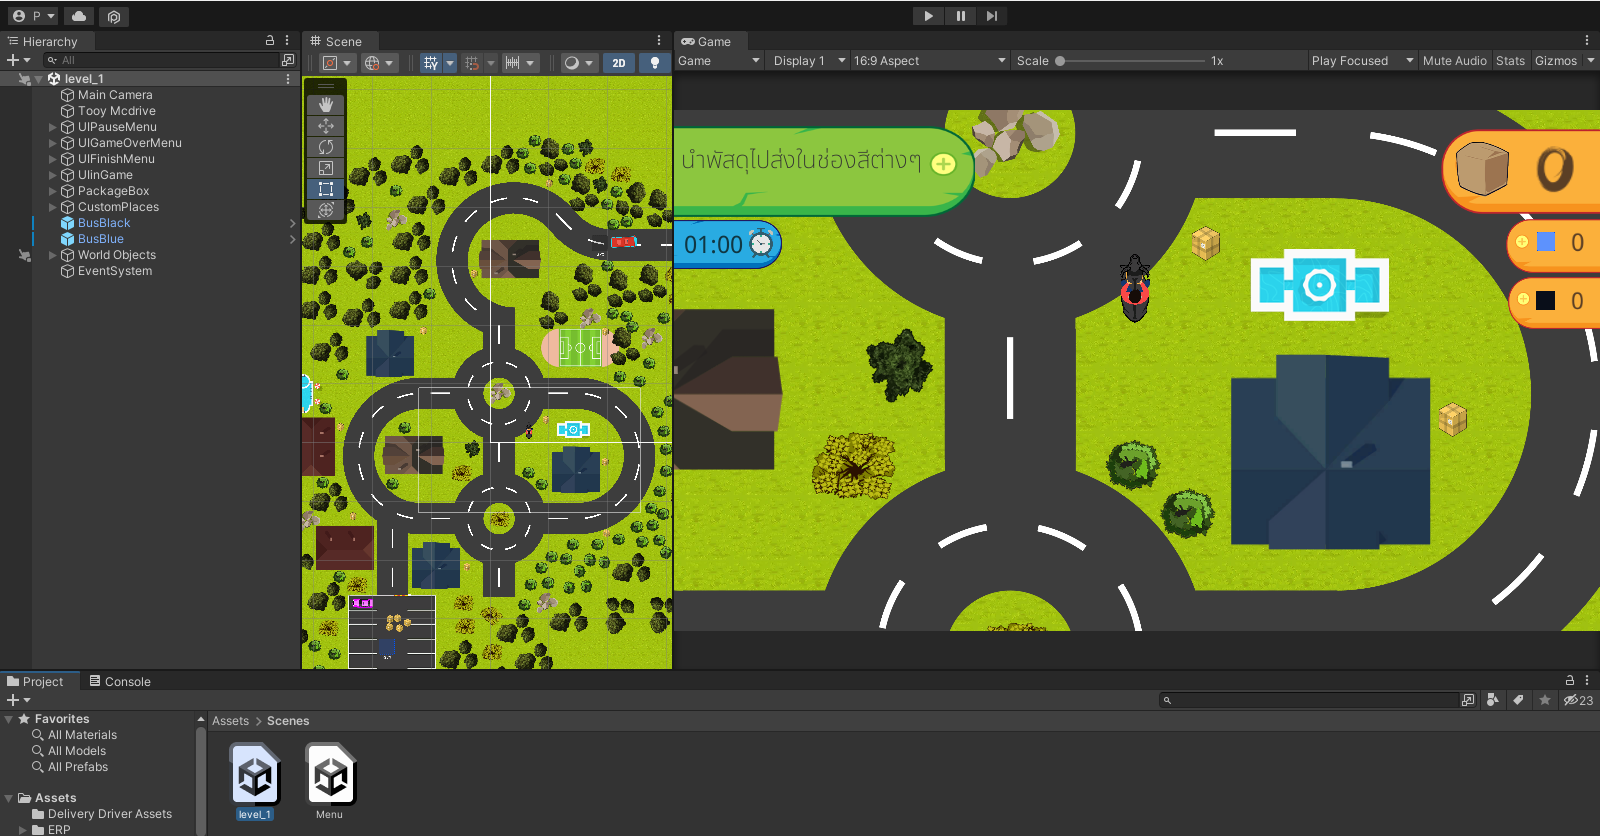 P
Hierarchy
All
level_1
Main Camera
Tooy Mcdrive
UIPauseMenu
UIGameOverMenu
UIFinishMenu
UIinGame
PackageBox
CustomPlaces
BusBlack
BusBlue
World Objects
EventSystem
Scene
2D
Game
Game
Display 1
16:9 Aspect
Scale
1x
Play Focused
Mute Audio
Stats
Gizmos
นำพัสดุไปส่งในช่องสีต่างๆ
01:00
0
0
0
Project
Console
23
Favorites
All Materials
All Models
All Prefabs
Assets
Delivery Driver Assets
ERP
Assets > Scenes
level_1
Menu